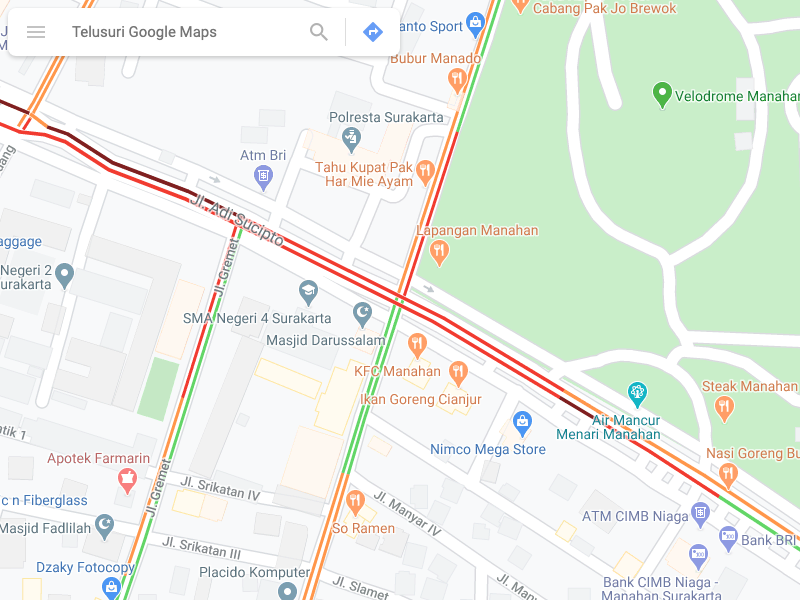 Cabang Pak Jo Brewok
anto Sport
Telusuri Google Maps
Bubur Manado
Velodrome Manahan
Polresta Surakarta
Atm Bri
Tahu Kupat Pak
Har Mie Ayam
Jl. Adi Sucipto
Lapangan Manahan
aggage
Negeri 2
urakarta
Jl. Gremet
SMA Negeri 4 Surakarta
Masjid Darussalam
KFC Manahan
Ikan Goreng Cianjur
Steak Manahan
Air Mancur
Menari Manahan
atik 1
Nimco Mega Store
Nasi Goreng Bu
Apotek Farmarin
Jl. Srikatan IV
c n Fiberglass
Jl. Gremet
Jl. Manyar IV
ATM CIMB Niaga
Masjid Fadlilah
So Ramen
Bank BRI
Jl. Srikatan III
Dzaky Fotocopy
Placido Komputer
Jl. Slamet
Jl. Many
Bank CIMB Niaga -
Manahan Surakarta